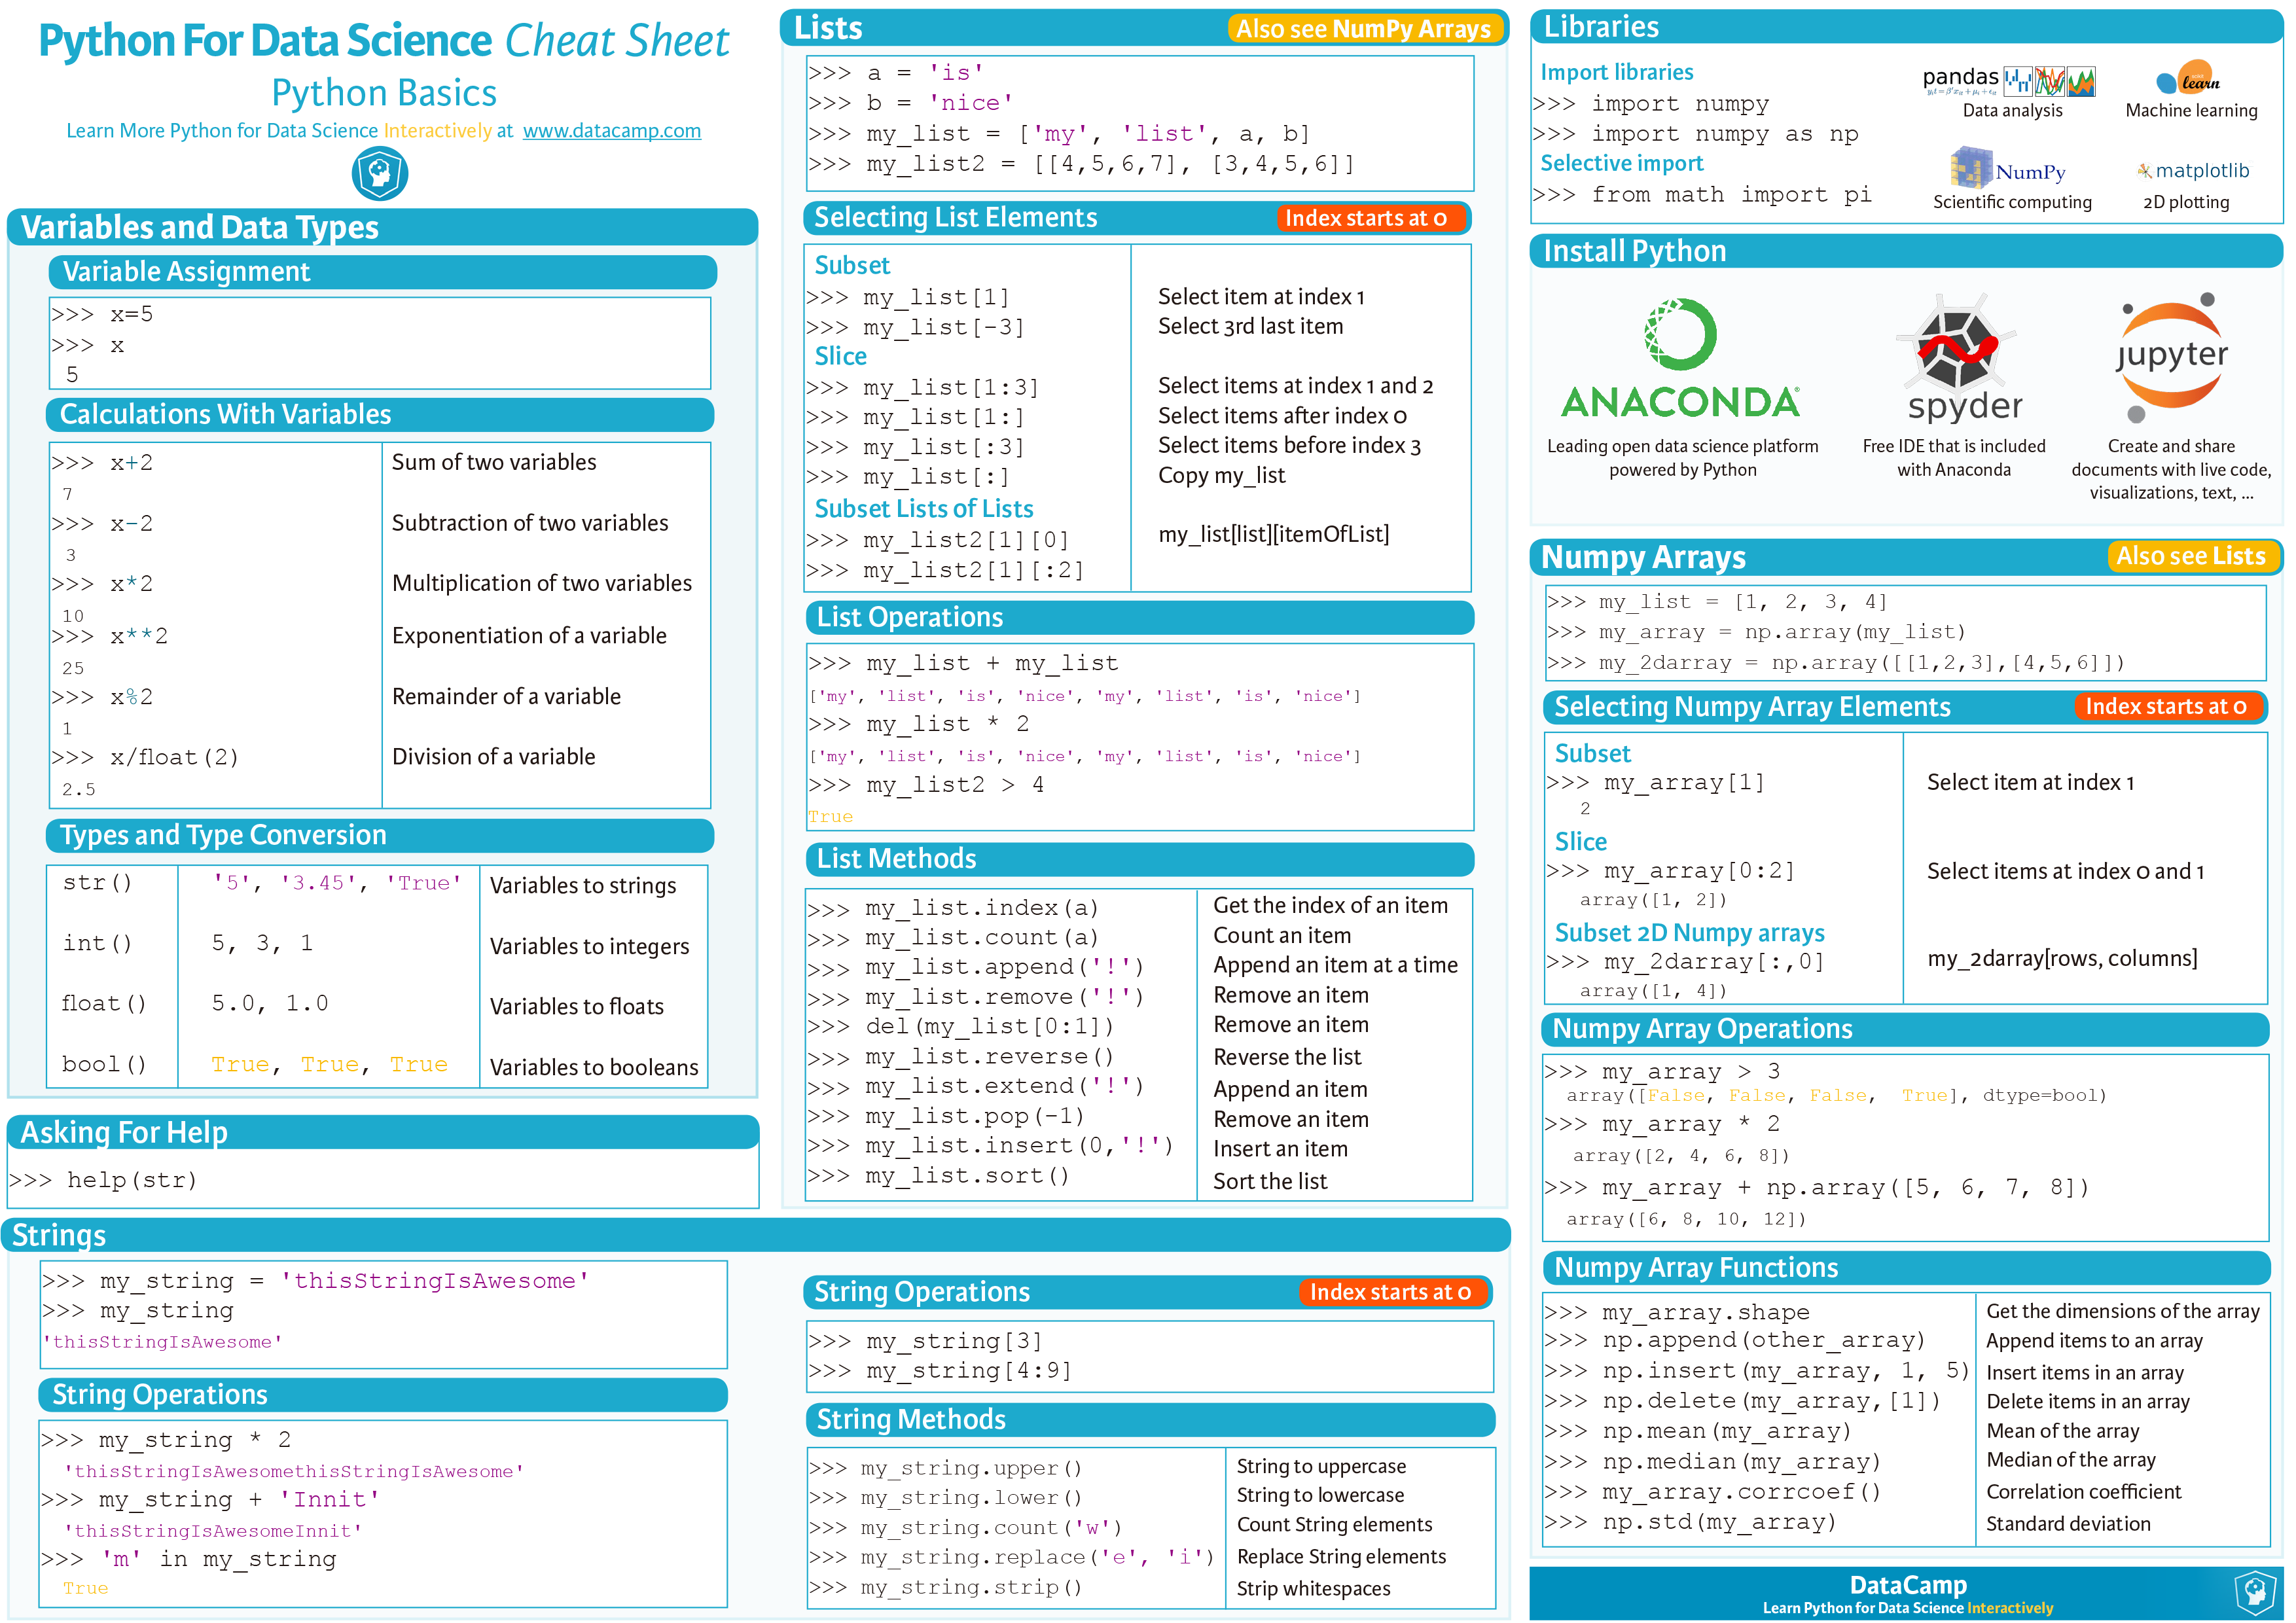 Python For Data Science Cheat Sheet
Python Basics
Learn More Python for Data Science Interactively at www.datacamp.com
Variables and Data Types
Variable Assignment
>>> x=5
>>> x
5
Calculations With Variables
>>> x+2 Sum of two variables
7
>>> x-2 Subtraction of two variables
3
>>> x*2 Multiplication of two variables
10
>>> x**2 Exponentiation of a variable
25
>>> x%2 Remainder of a variable
1
>>> x/float(2) Division of a variable
2.5
Types and Type Conversion
str() '5', '3.45', 'True' Variables to strings
int() 5, 3, 1 Variables to integers
float() 5.0, 1.0 Variables to floats
bool() True, True, True Variables to booleans
Asking For Help
>>> help(str)
Strings
>>> my_string = 'thisStringIsAwesome'
>>> my_string
'thisStringIsAwesome'
String Operations
>>> my_string * 2
'thisStringIsAwesomethisStringIsAwesome'
>>> my_string + 'Innit'
'thisStringIsAwesomeInnit'
>>> 'm' in my_string
True
Lists Also see NumPy Arrays
>>> a = 'is'
>>> b = 'nice'
>>> my_list = ['my', 'list', a, b]
>>> my_list2 = [[4,5,6,7], [3,4,5,6]]
Selecting List Elements Index starts at 0
Subset
>>> my_list[1] Select item at index 1
>>> my_list[-3] Select 3rd last item
Slice
>>> my_list[1:3] Select items at index 1 and 2
>>> my_list[1:] Select items after index 0
>>> my_list[:3] Select items before index 3
>>> my_list[:] Copy my_list
Subset Lists of Lists
>>> my_list2[1][0] my_list[list][itemOfList]
>>> my_list2[1][:2]
List Operations
>>> my_list + my_list
['my', 'list', 'is', 'nice', 'my', 'list', 'is', 'nice']
>>> my_list * 2
['my', 'list', 'is', 'nice', 'my', 'list', 'is', 'nice']
>>> my_list2 > 4
True
List Methods
>>> my_list.index(a) Get the index of an item
>>> my_list.count(a) Count an item
>>> my_list.append('!') Append an item at a time
>>> my_list.remove('!') Remove an item
>>> del(my_list[0:1]) Remove an item
>>> my_list.reverse() Reverse the list
>>> my_list.extend('!') Append an item
>>> my_list.pop(-1) Remove an item
>>> my_list.insert(0,'!') Insert an item
>>> my_list.sort() Sort the list
String Operations Index starts at 0
>>> my_string[3]
>>> my_string[4:9]
String Methods
>>> my_string.upper() String to uppercase
>>> my_string.lower() String to lowercase
>>> my_string.count('w') Count String elements
>>> my_string.replace('e', 'i') Replace String elements
>>> my_string.strip() Strip whitespaces
Libraries
Import libraries
>>> import numpy
>>> import numpy as np
Selective import
>>> from math import pi
pandas
Data analysis
learn
Machine learning
NumPy
Scientific computing
matplotlib
2D plotting
Install Python
ANACONDA®
Leading open data science platform
powered by Python
spyder
Free IDE that is included
with Anaconda
jupyter
Create and share
documents with live code,
visualizations, text, ...
Numpy Arrays Also see Lists
>>> my_list = [1, 2, 3, 4]
>>> my_array = np.array(my_list)
>>> my_2darray = np.array([[1,2,3],[4,5,6]])
Selecting Numpy Array Elements Index starts at 0
Subset
>>> my_array[1] Select item at index 1
2
Slice
>>> my_array[0:2] Select items at index 0 and 1
array([1, 2])
Subset 2D Numpy arrays
>>> my_2darray[:,0] my_2darray[rows, columns]
array([1, 4])
Numpy Array Operations
>>> my_array > 3
array([False, False, False, True], dtype=bool)
>>> my_array * 2
array([2, 4, 6, 8])
>>> my_array + np.array([5, 6, 7, 8])
array([6, 8, 10, 12])
Numpy Array Functions
>>> my_array.shape Get the dimensions of the array
>>> np.append(other_array) Append items to an array
>>> np.insert(my_array, 1, 5) Insert items in an array
>>> np.delete(my_array,[1]) Delete items in an array
>>> np.mean(my_array) Mean of the array
>>> np.median(my_array) Median of the array
>>> my_array.corrcoef() Correlation coefficient
>>> np.std(my_array) Standard deviation
DataCamp
Learn Python for Data Science Interactively